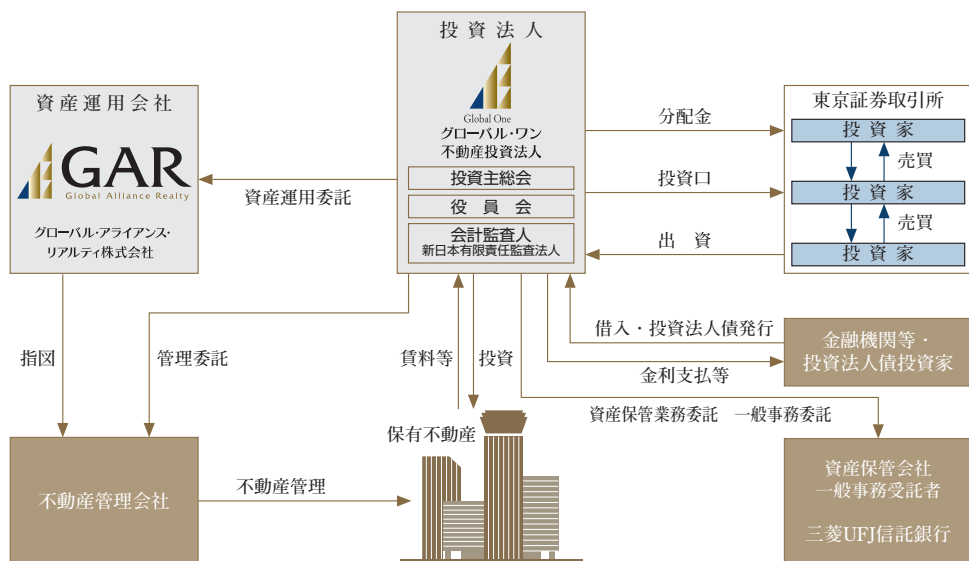 投資法人
Global One
グローバル・ワン
不動産投資法人
投資主総会
役員会
会計監査人
新日本有限責任監査法人
資産運用会社
GAR
Global Alliance Realty
グローバル・アライアンス・
リアルティ株式会社
資産運用委託
分配金
投資口
出資
東京証券取引所
投資家
売買
投資家
売買
投資家
指図
管理委託
賃料等
投資
借入・投資法人債発行
金利支払等
金融機関等・
投資法人債投資家
資産保管業務委託 一般事務委託
保有不動産
不動産管理会社
不動産管理
資産保管会社
一般事務受託者
三菱UFJ信託銀行